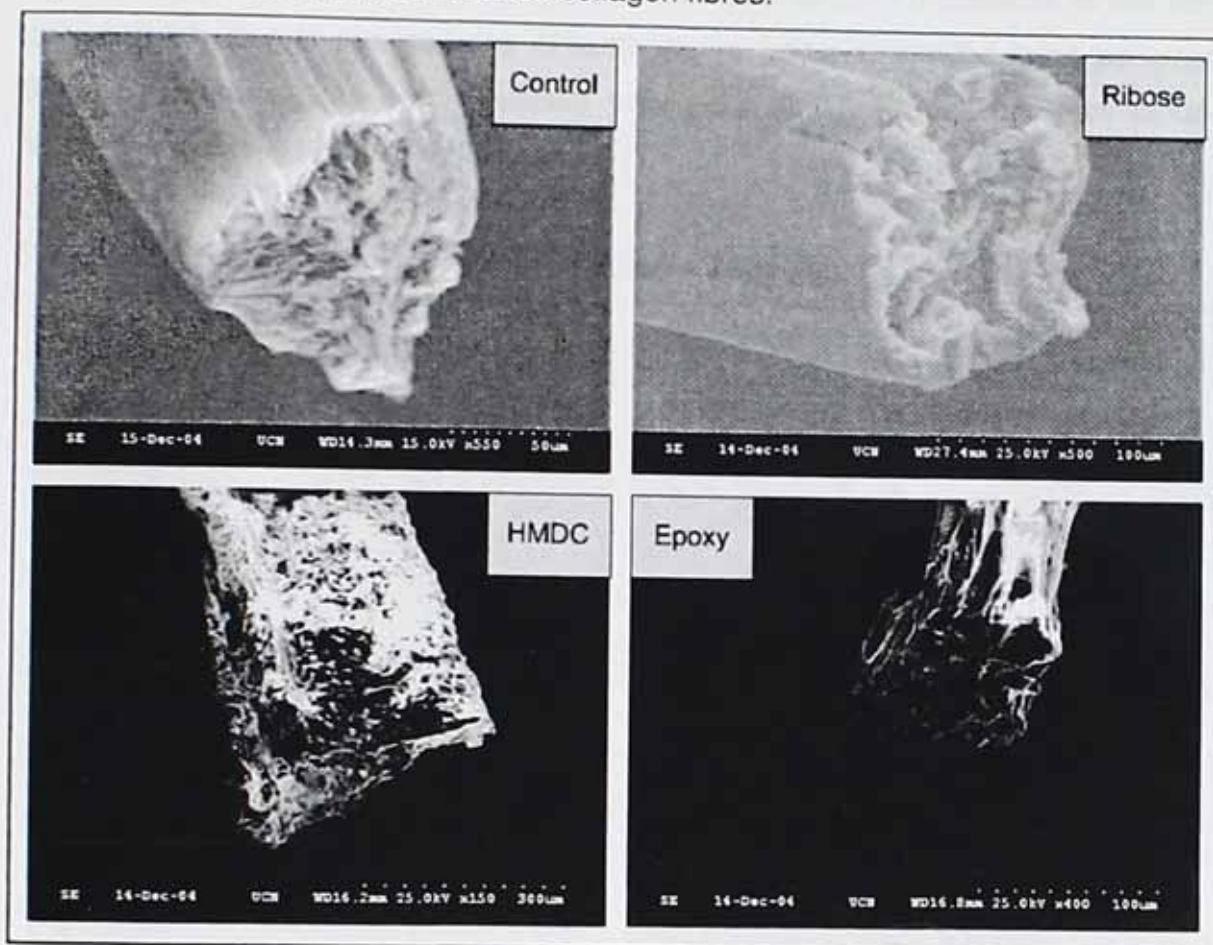 collagen fibres.
Control
Ribose
SE 15-Dec-04 UCN WD14.3mm 15.0kV x550 50um
SE 14-Dec-04 UCN WD27.4mm 25.0kV x500 100um
HMDC
Epoxy
SE 14-Dec-04 UCN WD16.2mm 25.0kV x150 300um
SE 14-Dec-04 UCN WD16.8mm 25.0kV x400 100um